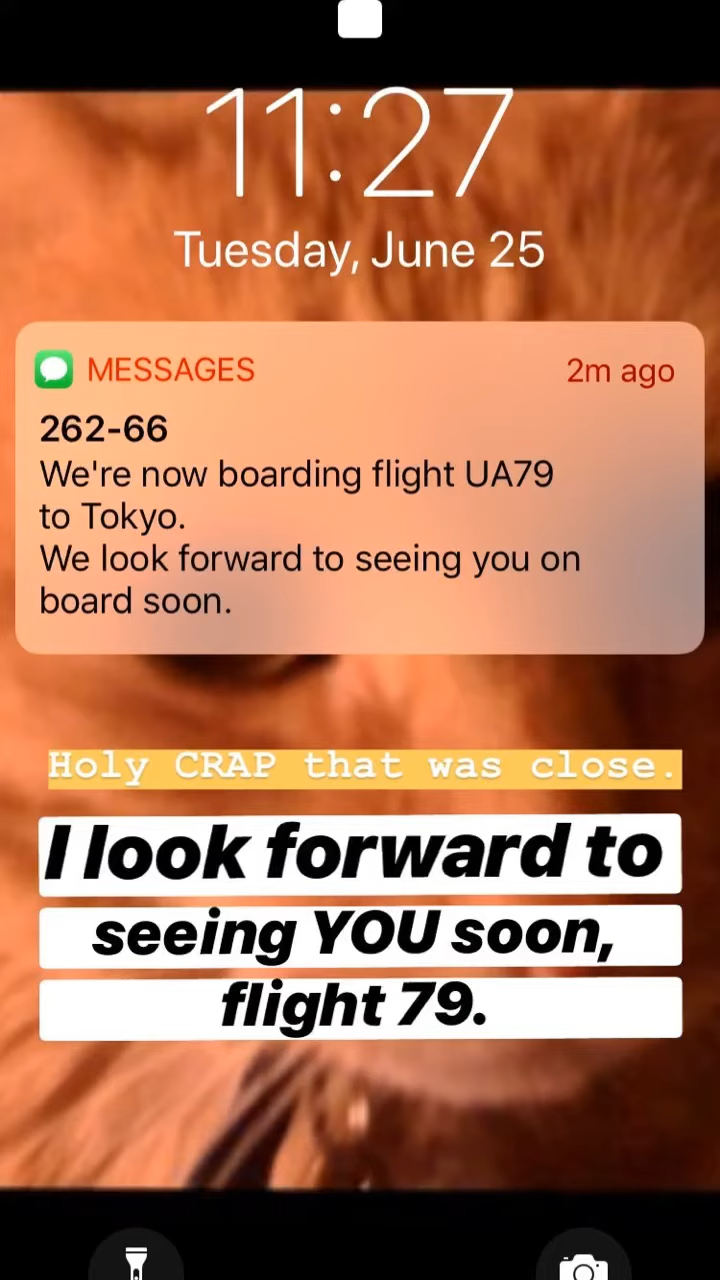 11:27
Tuesday, June 25
MESSAGES 2m ago
262-66
We're now boarding flight UA79
to Tokyo.
We look forward to seeing you on
board soon.
Holy CRAP that was close.
I look forward to
seeing YOU soon,
flight 79.